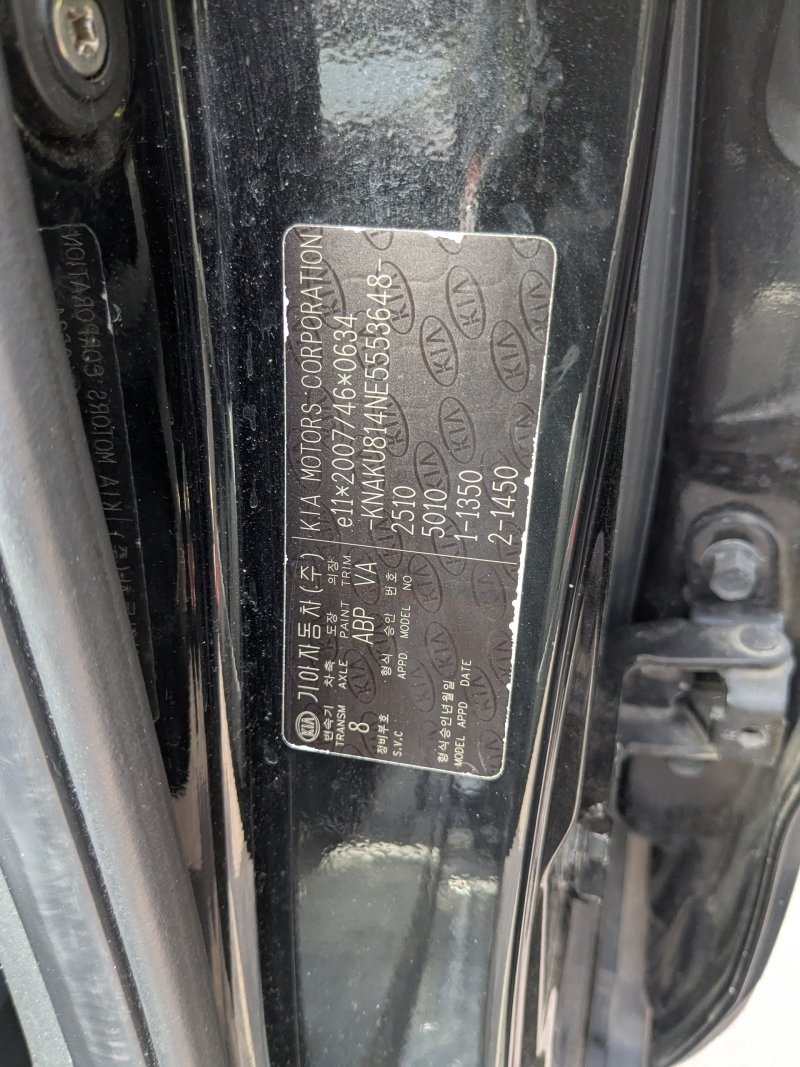 KIA 기아자동차(주) KIA MOTORS CORPORATION
변속기 차축 도장 의장
TRANSM AXLE PAINT TRIM
8 ABP VA
정비부호 형식 승인 번호
S.V.C APPD. MODEL NO
형식승인년월일
MODEL APPD DATE
e11*2007/46*0634
-KNAKU814NE5553648-
2510
5010
1-1350
2-1450